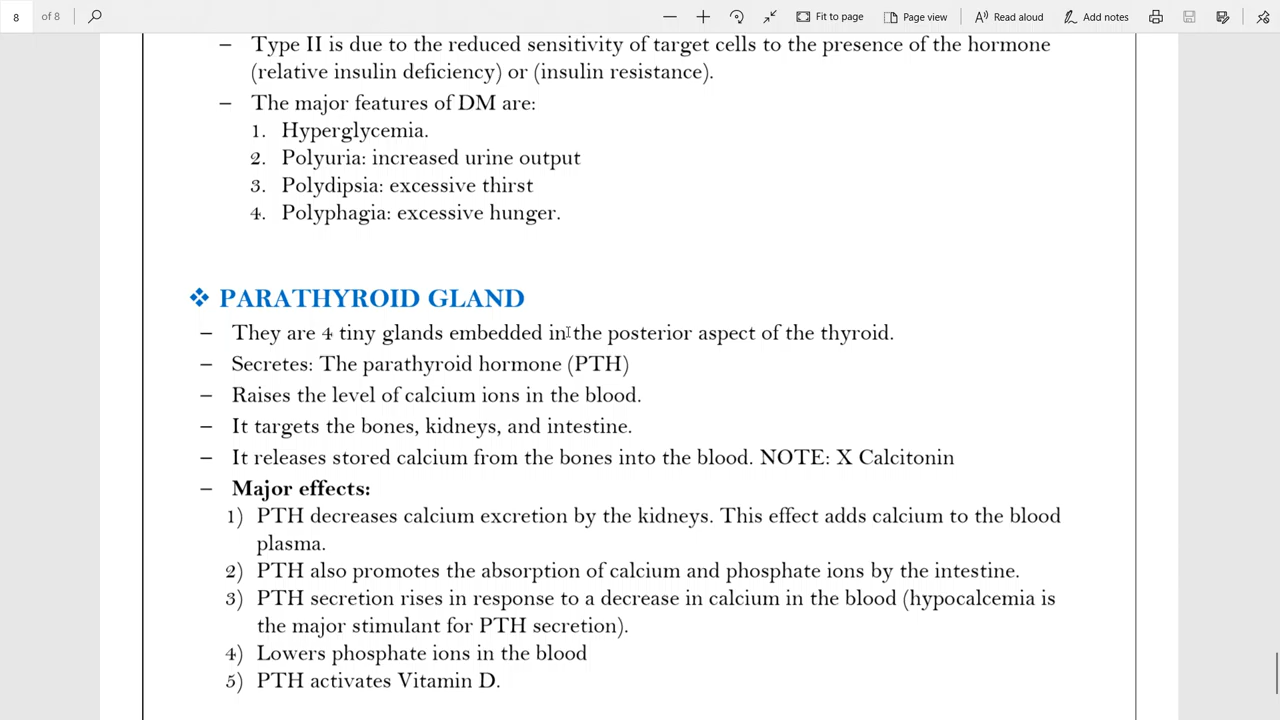 8 of 8 Fit to page Page view Read aloud Add notes
– Type II is due to the reduced sensitivity of target cells to the presence of the hormone
(relative insulin deficiency) or (insulin resistance).
– The major features of DM are:
1. Hyperglycemia.
2. Polyuria: increased urine output
3. Polydipsia: excessive thirst
4. Polyphagia: excessive hunger.
❖ PARATHYROID GLAND
– They are 4 tiny glands embedded in the posterior aspect of the thyroid.
– Secretes: The parathyroid hormone (PTH)
– Raises the level of calcium ions in the blood.
– It targets the bones, kidneys, and intestine.
– It releases stored calcium from the bones into the blood. NOTE: X Calcitonin
– Major effects:
1) PTH decreases calcium excretion by the kidneys. This effect adds calcium to the blood
plasma.
2) PTH also promotes the absorption of calcium and phosphate ions by the intestine.
3) PTH secretion rises in response to a decrease in calcium in the blood (hypocalcemia is
the major stimulant for PTH secretion).
4) Lowers phosphate ions in the blood
5) PTH activates Vitamin D.